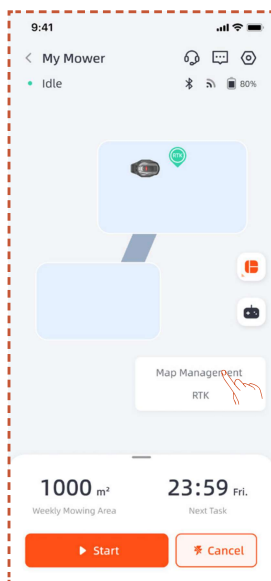 9:41
My Mower
Idle
80%
RTK
Map Management
RTK
1000 m²
23:59 Fri.
Weekly Mowing Area
Next Task
Start
Cancel